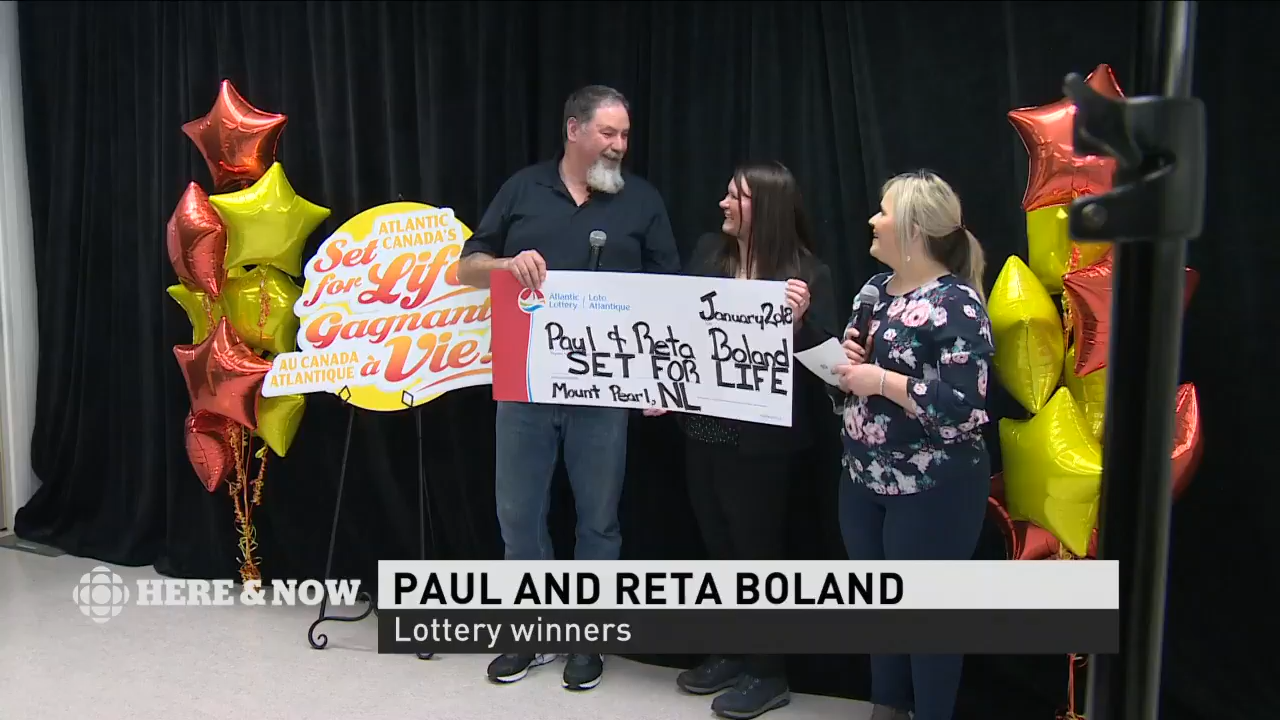 ATLANTIC
CANADA'S
Set
for Life
Gagnant
AU CANADA
ATLANTIQUE
à Vie!
Atlantic Lottery | Loto Atlantique
January 2018
Paul & Reta Boland
SET FOR LIFE
Mount Pearl, NL
HERE & NOW
PAUL AND RETA BOLAND
Lottery winners